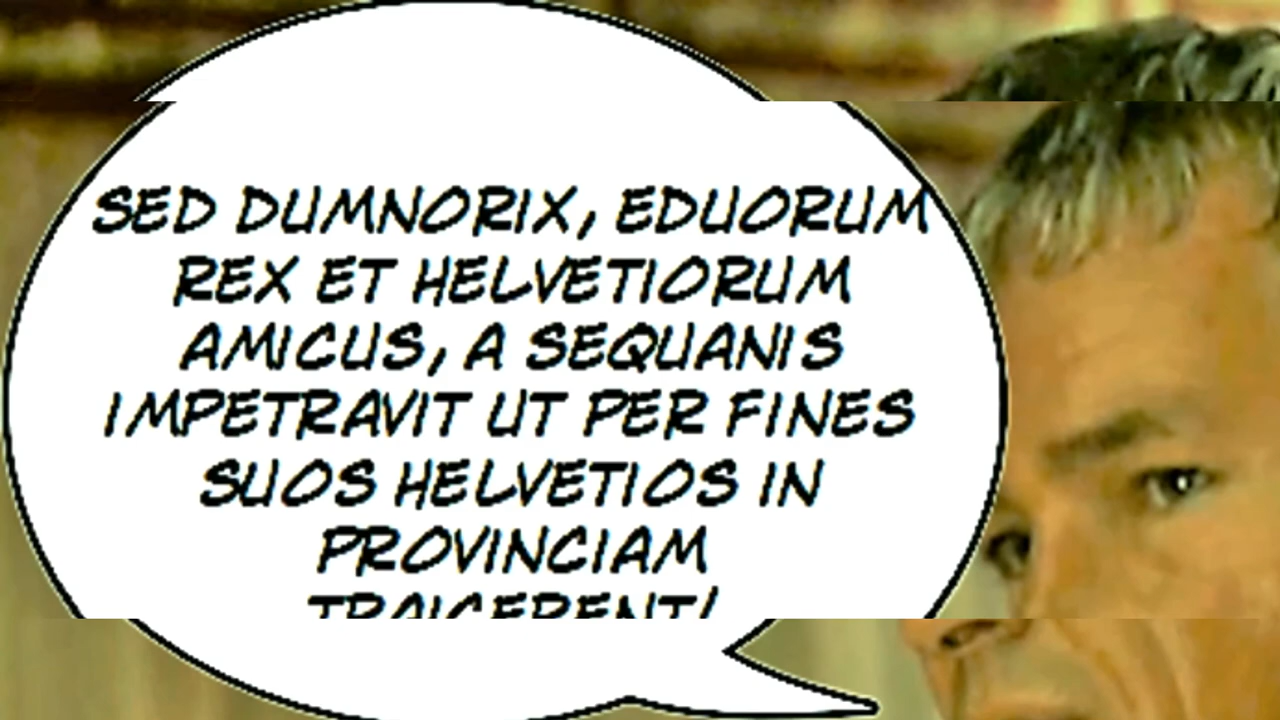 SED DUMNORIX, EDUORUM
REX ET HELVETIORUM
AMICUS, A SEQUANIS
IMPETRAVIT UT PER FINES
SUOS HELVETIOS IN
PROVINCIAM